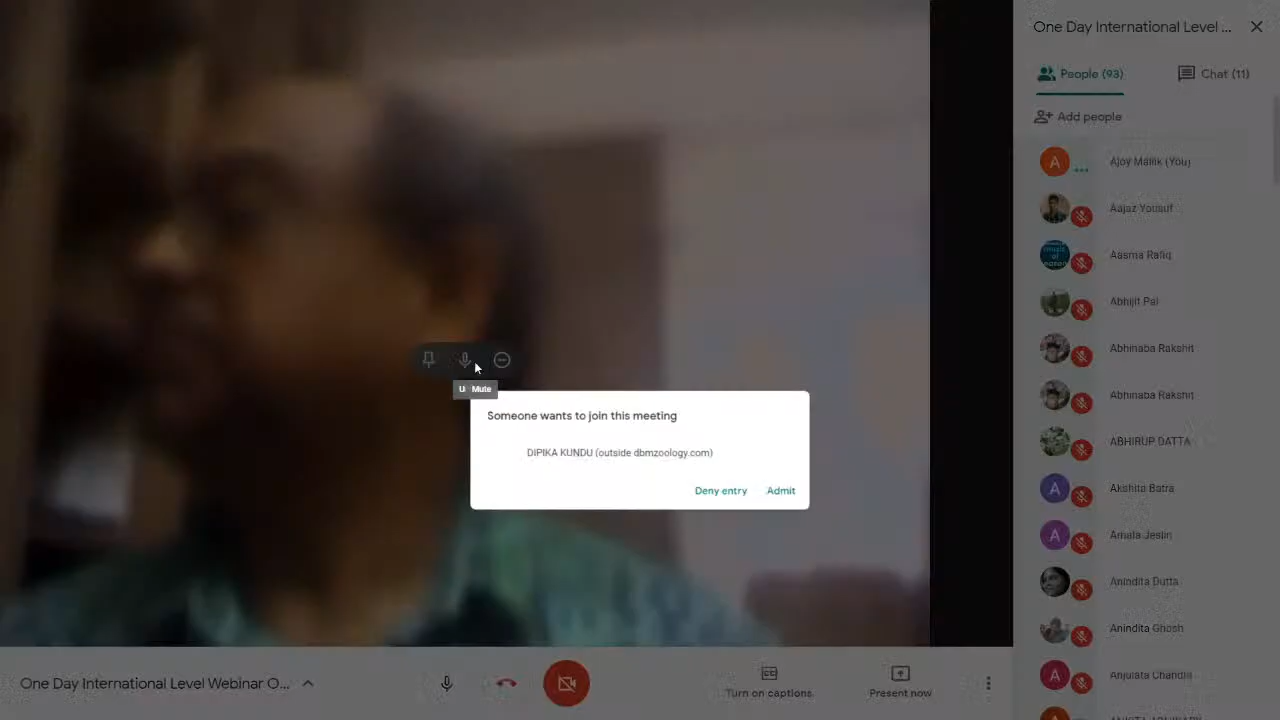 One Day International Level ...
People (93)
Chat (11)
Add people
A
Ajoy Mallik (You)
Aajaz Yousuf
Aasma Rafiq
Abhijit Pal
Abhinaba Rakshit
Abhinaba Rakshit
ABHIRUP DATTA
A
Akshita Batra
A
Amala Jestin
Anindita Dutta
Anindita Ghosh
A
Anjulata Chandla
Mute
Someone wants to join this meeting
DIPIKA KUNDU (outside dbmzoology.com)
Deny entry
Admit
One Day International Level Webinar O...
Turn on captions
Present now